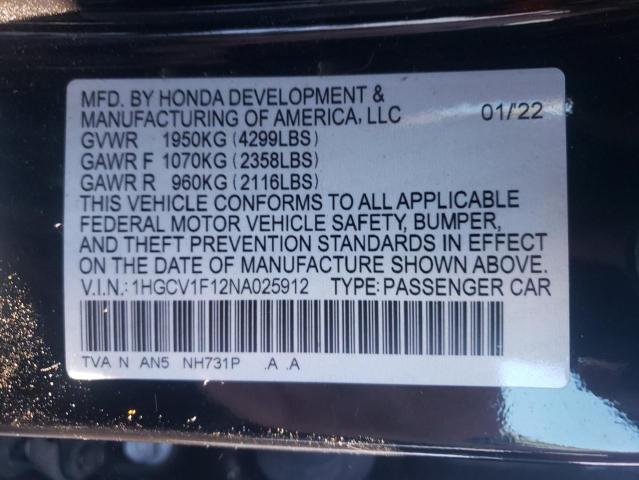 MFD. BY HONDA DEVELOPMENT &
MANUFACTURING OF AMERICA, LLC 01/'22
GVWR 1950KG (4299LBS)
GAWR F 1070KG (2358LBS)
GAWR R 960KG (2116LBS)
THIS VEHICLE CONFORMS TO ALL APPLICABLE
FEDERAL MOTOR VEHICLE SAFETY, BUMPER,
AND THEFT PREVENTION STANDARDS IN EFFECT
ON THE DATE OF MANUFACTURE SHOWN ABOVE.
V.I.N.: 1HGCV1F12NA025912 TYPE: PASSENGER CAR
TVA N AN5 NH731P .A .A